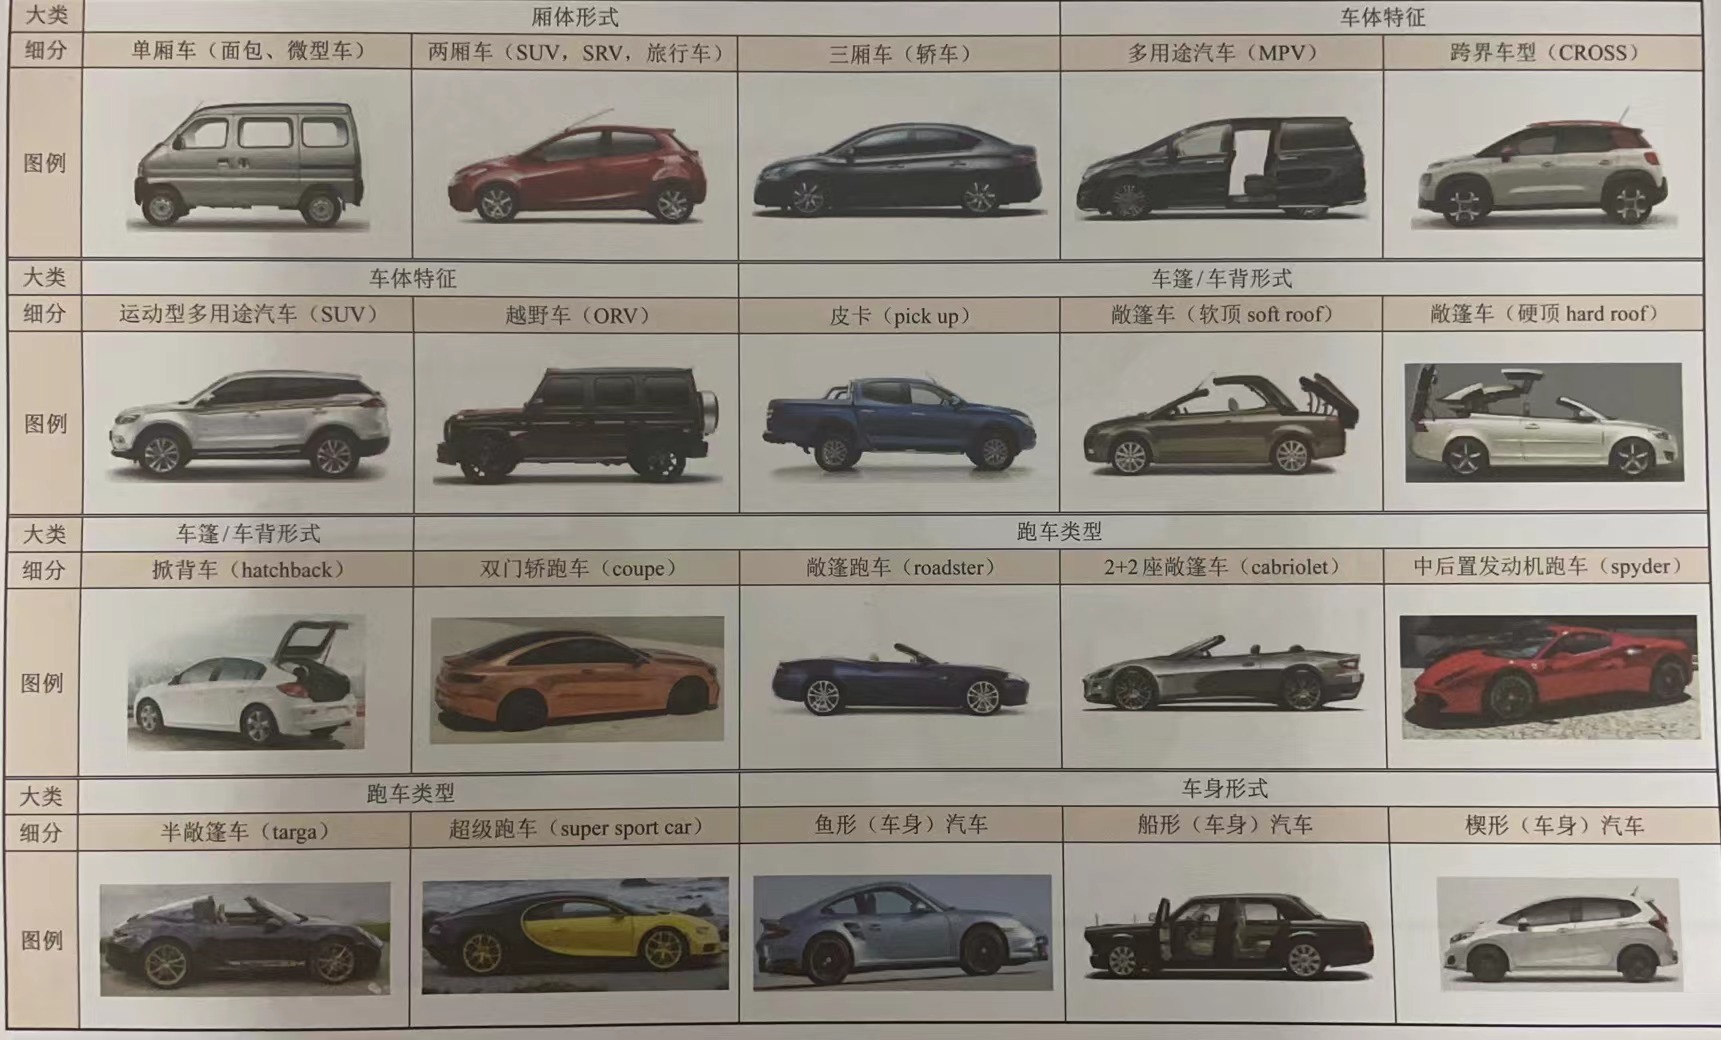 大类 厢体形式 车体特征
细分 单厢车（面包、微型车） 两厢车（SUV，SRV，旅行车） 三厢车（轿车） 多用途汽车（MPV） 跨界车型（CROSS）
图例
大类 车体特征 车篷/车背形式
细分 运动型多用途汽车（SUV） 越野车（ORV） 皮卡（pick up） 敞篷车（软顶 soft roof） 敞篷车（硬顶 hard roof）
图例
大类 车篷/车背形式 跑车类型
细分 掀背车（hatchback） 双门轿跑车（coupe） 敞篷跑车（roadster） 2+2座敞篷车（cabriolet） 中后置发动机跑车（spyder）
图例
大类 跑车类型 车身形式
细分 半敞篷车（targa） 超级跑车（super sport car） 鱼形（车身）汽车 船形（车身）汽车 楔形（车身）汽车
图例